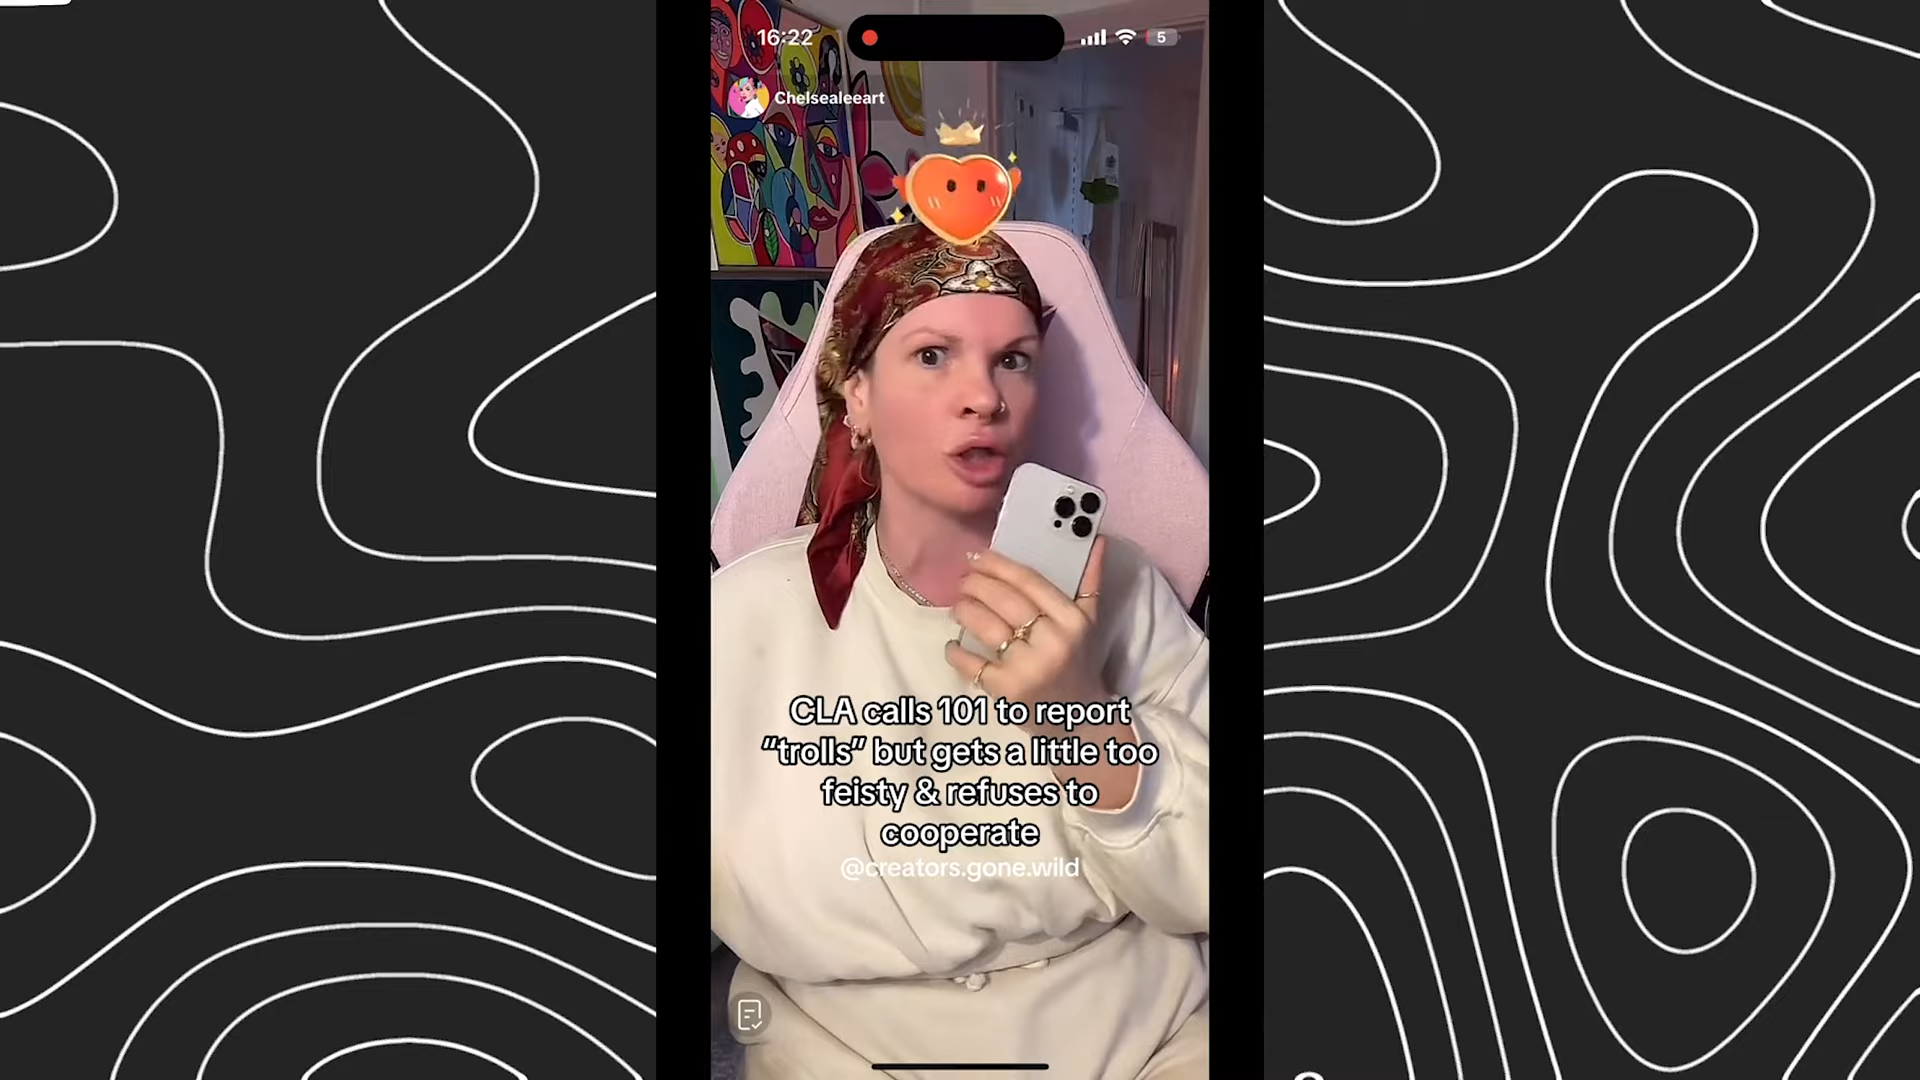 16:22
5
Chelsealeeart
CLA calls 101 to report
“trolls” but gets a little too
feisty & refuses to
cooperate
@creators.gone.wild